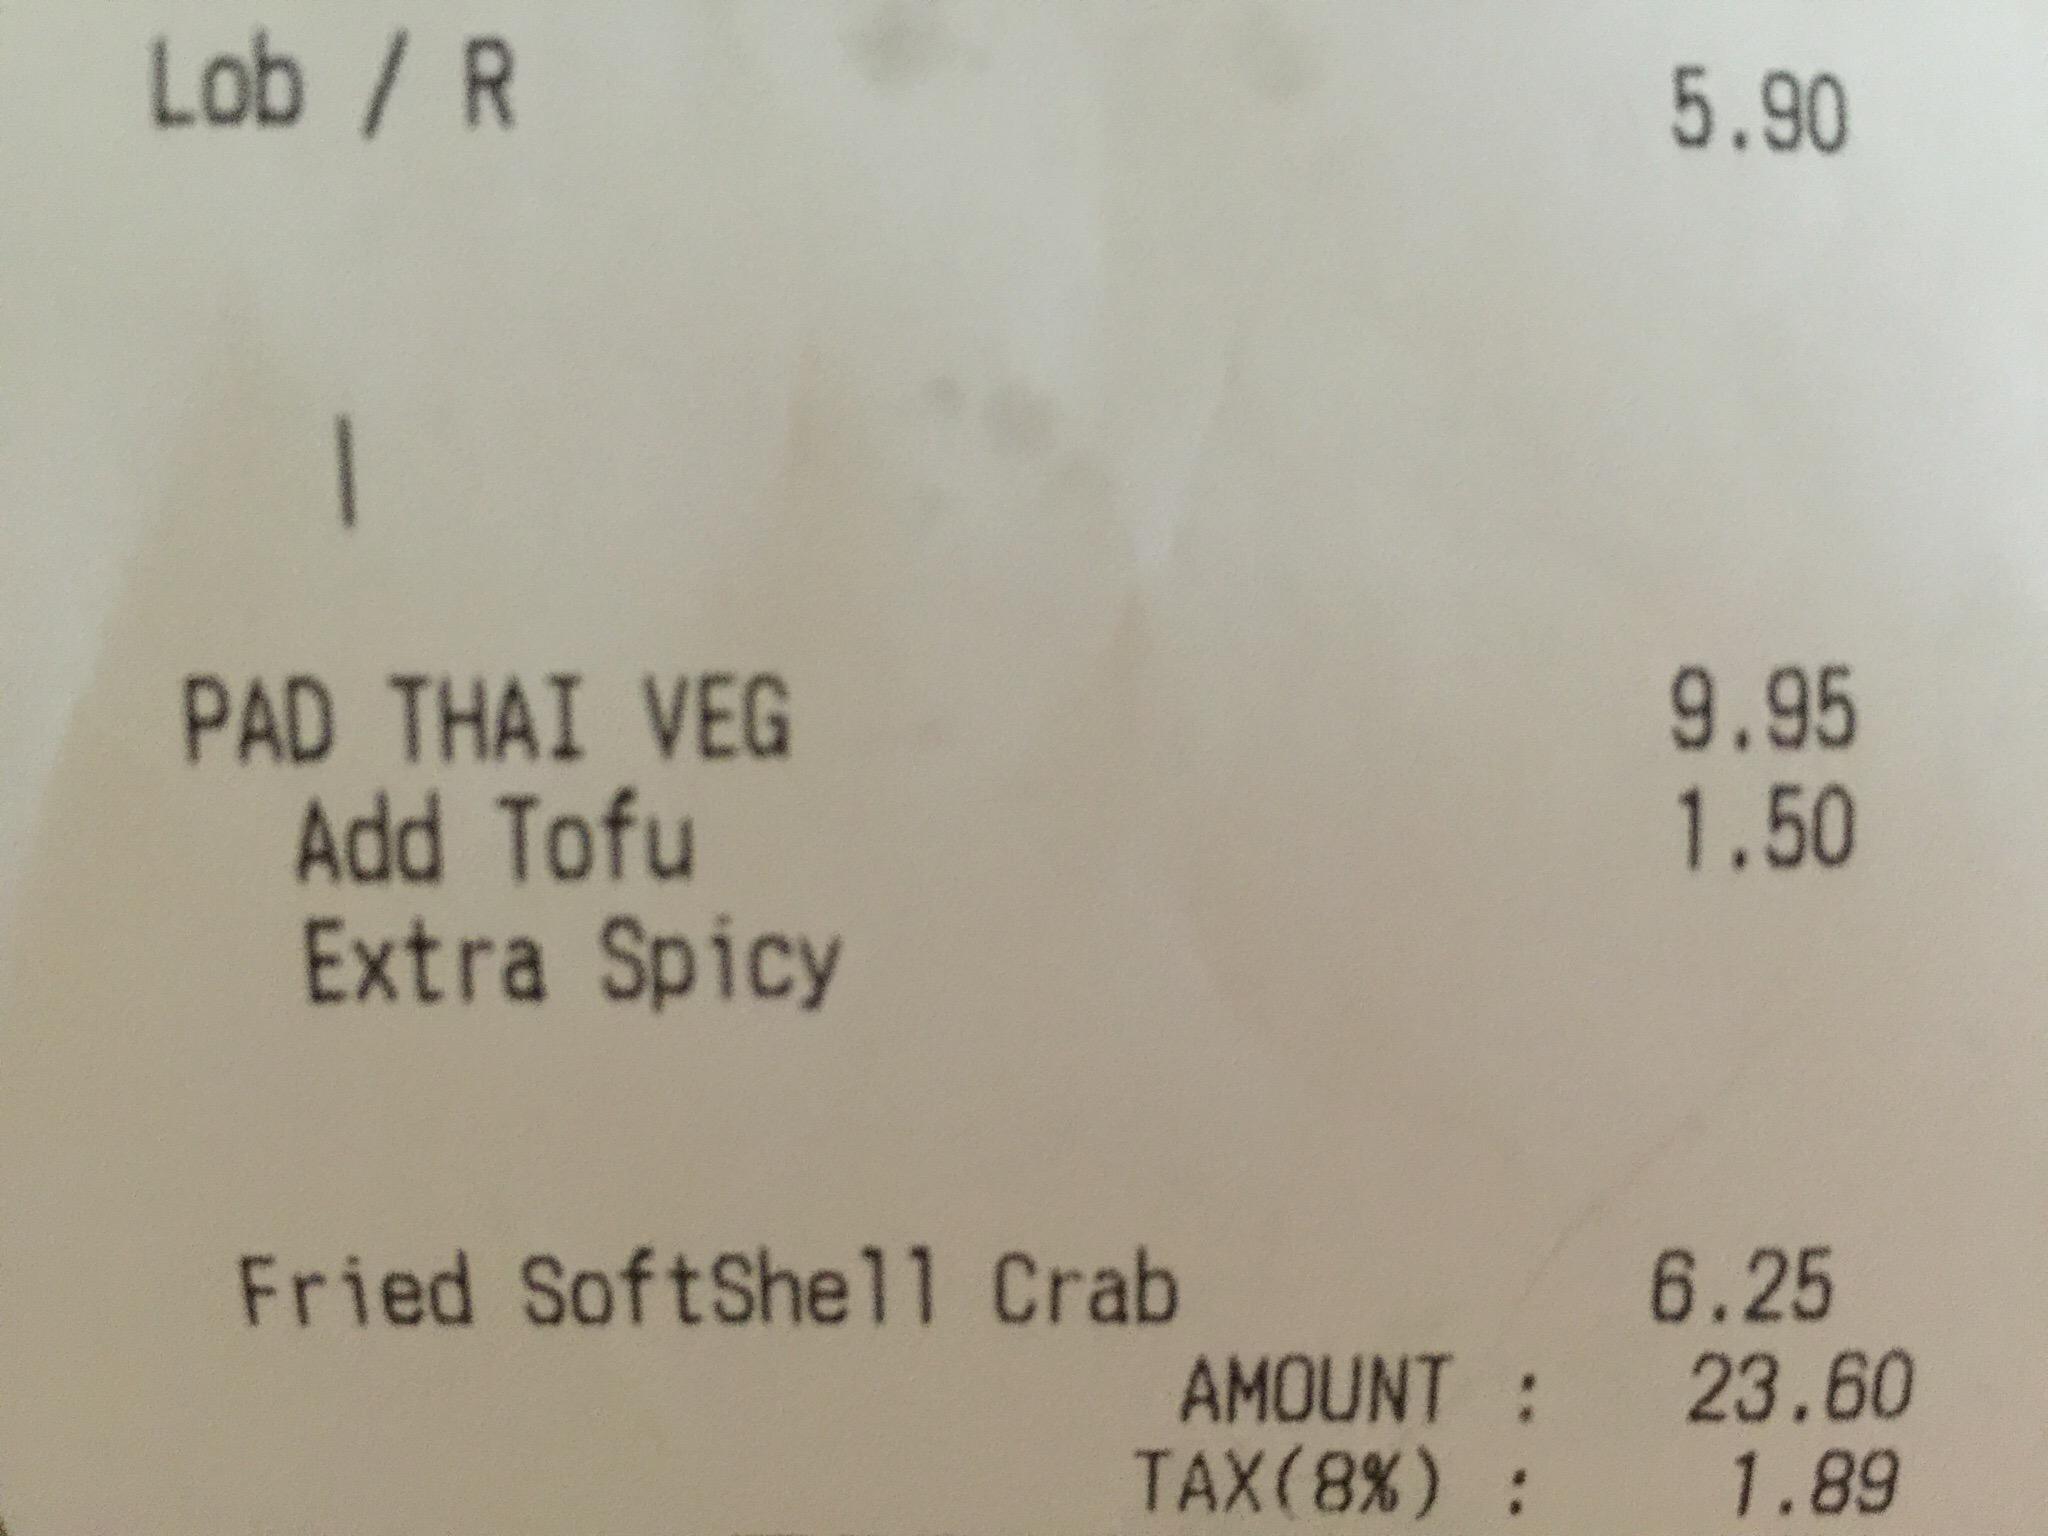 Lob / R 5.90
|
PAD THAI VEG 9.95
Add Tofu 1.50
Extra Spicy
Fried SoftShell Crab 6.25
AMOUNT : 23.60
TAX(8%) : 1.89